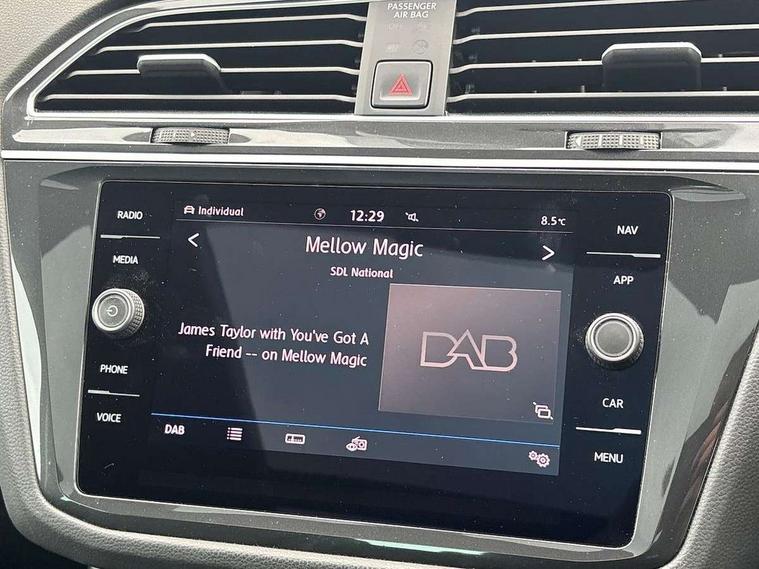 PASSENGER
AIR BAG
RADIO
MEDIA
PHONE
VOICE
Individual
12:29
8.5°C
Mellow Magic
SDL National
James Taylor with You've Got A
Friend -- on Mellow Magic
DAB
DAB
NAV
APP
CAR
MENU